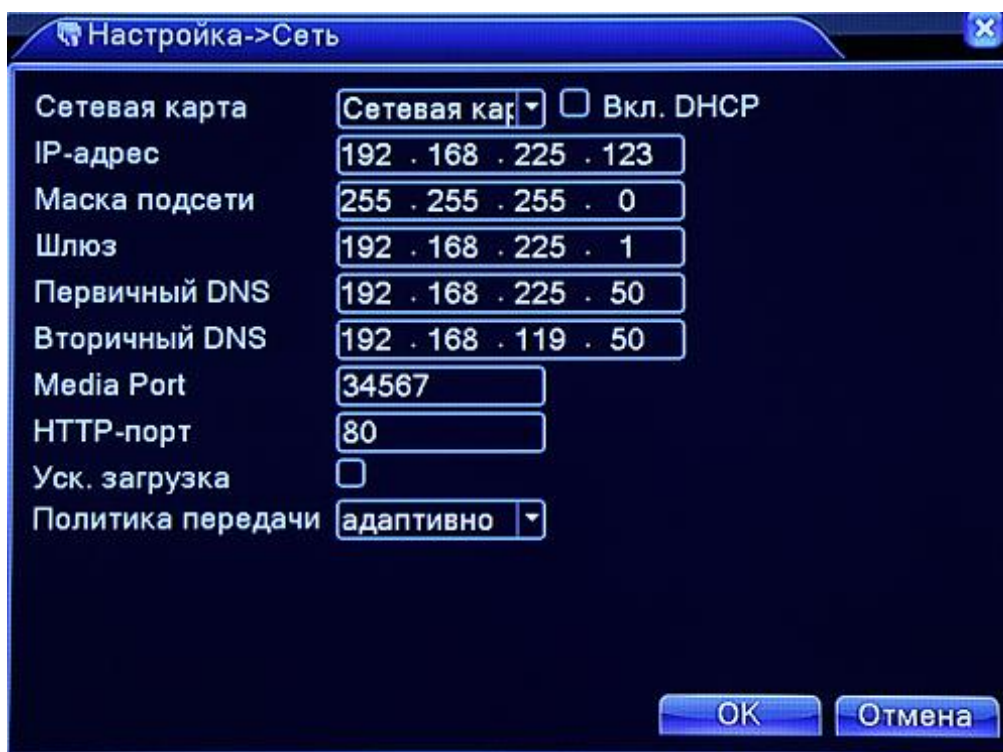 Настройка->Сеть
Сетевая карта Сетевая кар Вкл. DHCP
IP-адрес 192 . 168 . 225 . 123
Маска подсети 255 . 255 . 255 . 0
Шлюз 192 . 168 . 225 . 1
Первичный DNS 192 . 168 . 225 . 50
Вторичный DNS 192 . 168 . 119 . 50
Media Port 34567
HTTP-порт 80
Уск. загрузка
Политика передачи адаптивно
OK Отмена